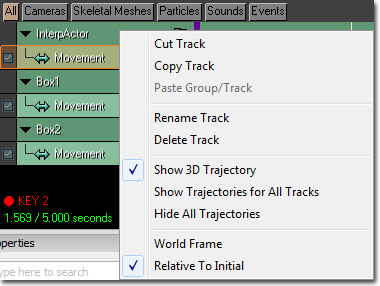 All Cameras Skeletal Meshes Particles Sounds Events
InterpActor
Movement
Box1
Movement
Box2
Movement
KEY 2
1.569 / 5.000 seconds
operties
ype here to search
Cut Track
Copy Track
Paste Group/Track
Rename Track
Delete Track
Show 3D Trajectory
Show Trajectories for All Tracks
Hide All Trajectories
World Frame
Relative To Initial